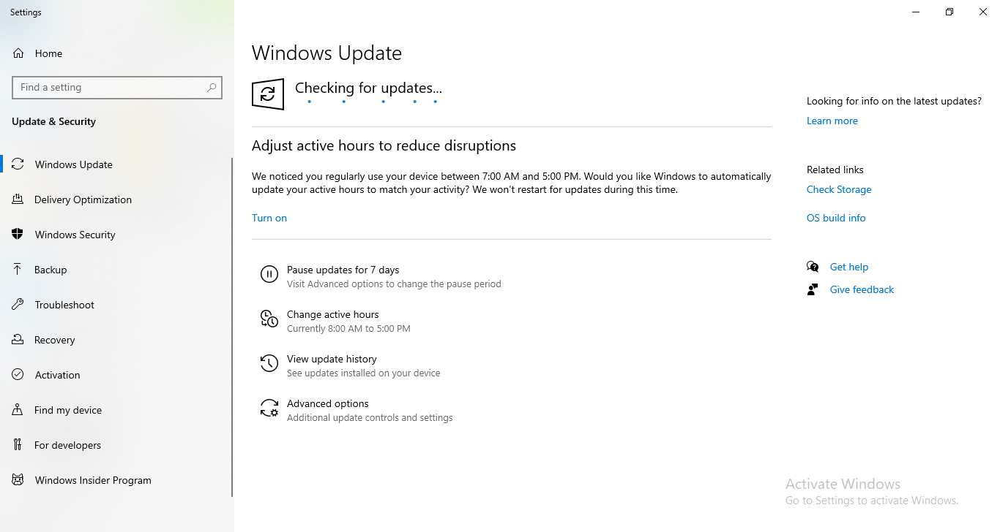 Settings
Home
Find a setting
Update & Security
Windows Update
Delivery Optimization
Windows Security
Backup
Troubleshoot
Recovery
Activation
Find my device
For developers
Windows Insider Program
Windows Update
Checking for updates...
Adjust active hours to reduce disruptions
We noticed you regularly use your device between 7:00 AM and 5:00 PM. Would you like Windows to automatically
update your active hours to match your activity? We won't restart for updates during this time.
Turn on
Pause updates for 7 days
Visit Advanced options to change the pause period
Change active hours
Currently 8:00 AM to 5:00 PM
View update history
See updates installed on your device
Advanced options
Additional update controls and settings
Looking for info on the latest updates?
Learn more
Related links
Check Storage
OS build info
Get help
Give feedback
Activate Windows
Go to Settings to activate Windows.